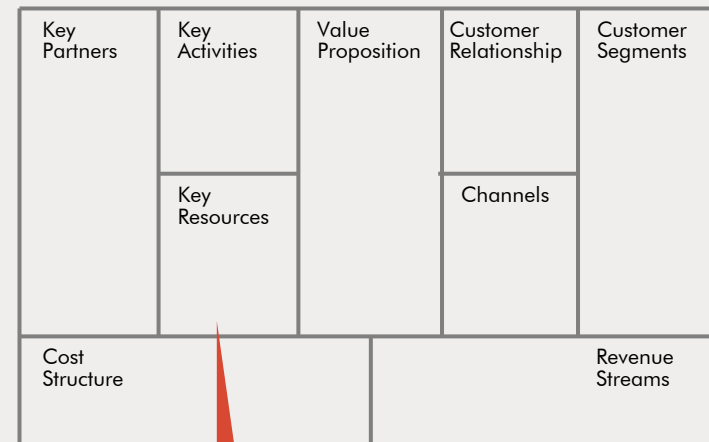 Key
Partners
Key
Activities
Value
Proposition
Customer
Relationship
Customer
Segments
Key
Resources
Channels
Cost
Structure
Revenue
Streams